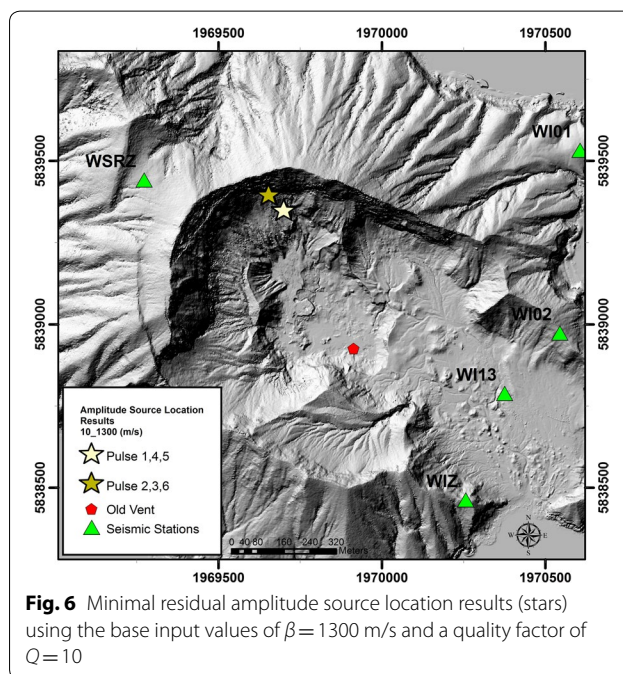 1969500 1970000 1970500
5839500
5839000
5838500
WSRZ
WI01
WI02
WI13
WIZ
Amplitude Source Location
Results
10_1300 (m/s)
Pulse 1,4,5
Pulse 2,3,6
Old Vent
Seismic Stations
N
W E
S
0 40 80 160 240 320
Meters
5839500
5839000
5838500
1969500 1970000 1970500
Fig. 6 Minimal residual amplitude source location results (stars)
using the base input values of β = 1300 m/s and a quality factor of
Q = 10